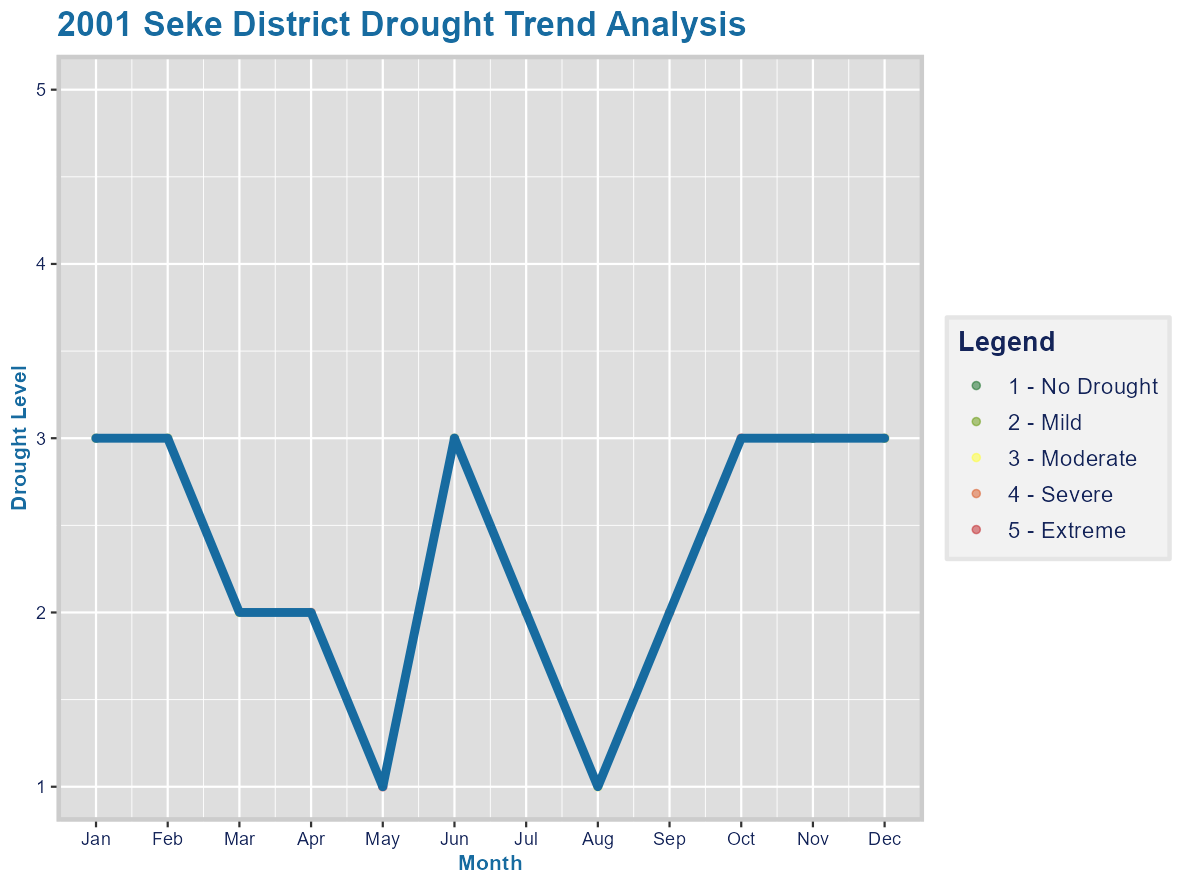 2001 Seke District Drought Trend Analysis
Drought Level
5
4
3
2
1
Jan Feb Mar Apr May Jun Jul Aug Sep Oct Nov Dec
Month
Legend
1 - No Drought
2 - Mild
3 - Moderate
4 - Severe
5 - Extreme